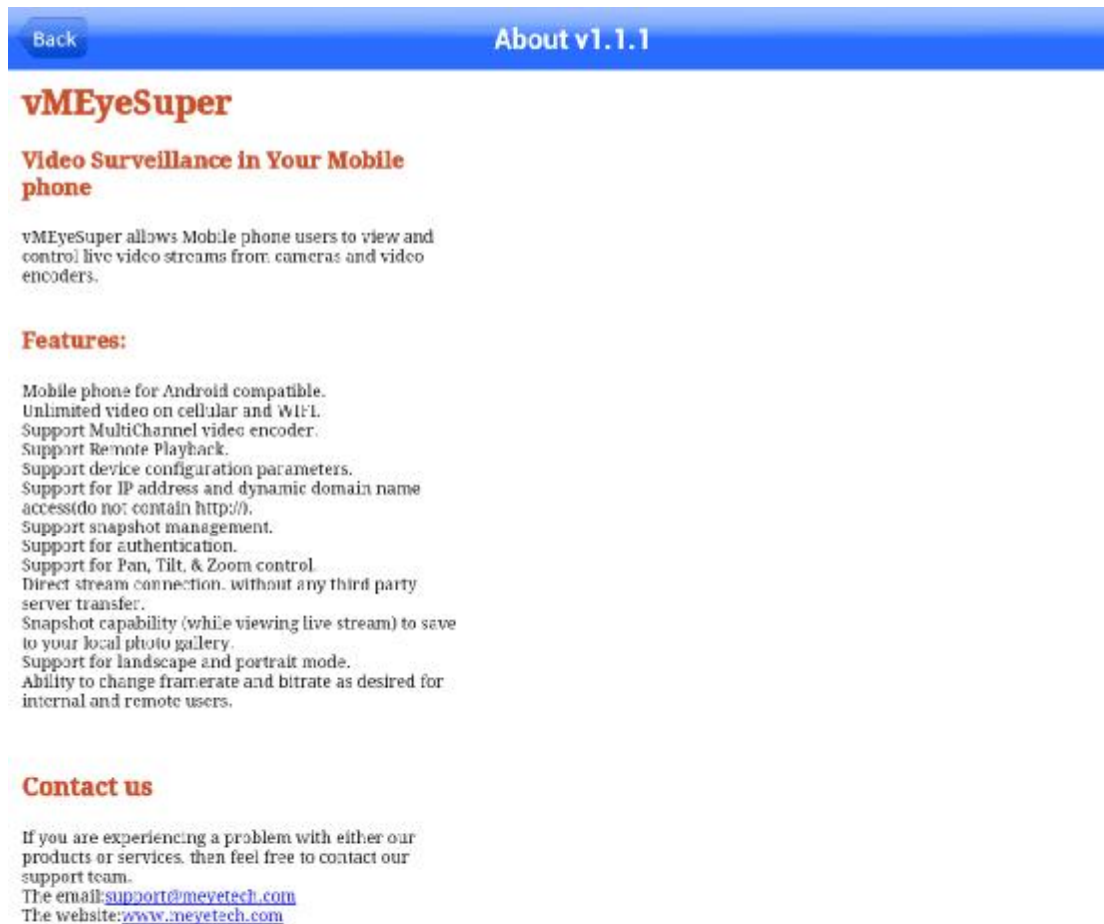 Back
About v1.1.1
vMEyeSuper
Video Surveillance in Your Mobile
phone
vMEyeSuper allows Mobile phone users to view and
control live video streams from cameras and video
encoders.
Features:
Mobile phone for Android compatible.
Unlimited video on cellular and WIFI.
Support MultiChannel video encoder.
Support Remote Playback.
Support device configuration parameters.
Support for IP address and dynamic domain name
access(do not contain http://).
Support snapshot management.
Support for authentication.
Support for Pan, Tilt, & Zoom control.
Direct stream connection. without any third party
server transfer.
Snapshot capability (while viewing live stream) to save
to your local photo gallery.
Support for landscape and portrait mode.
Ability to change framerate and bitrate as desired for
internal and remote users.
Contact us
If you are experiencing a problem with either our
products or services, then feel free to contact our
support team.
The email:support@meyetech.com
The website:www.meyetech.com